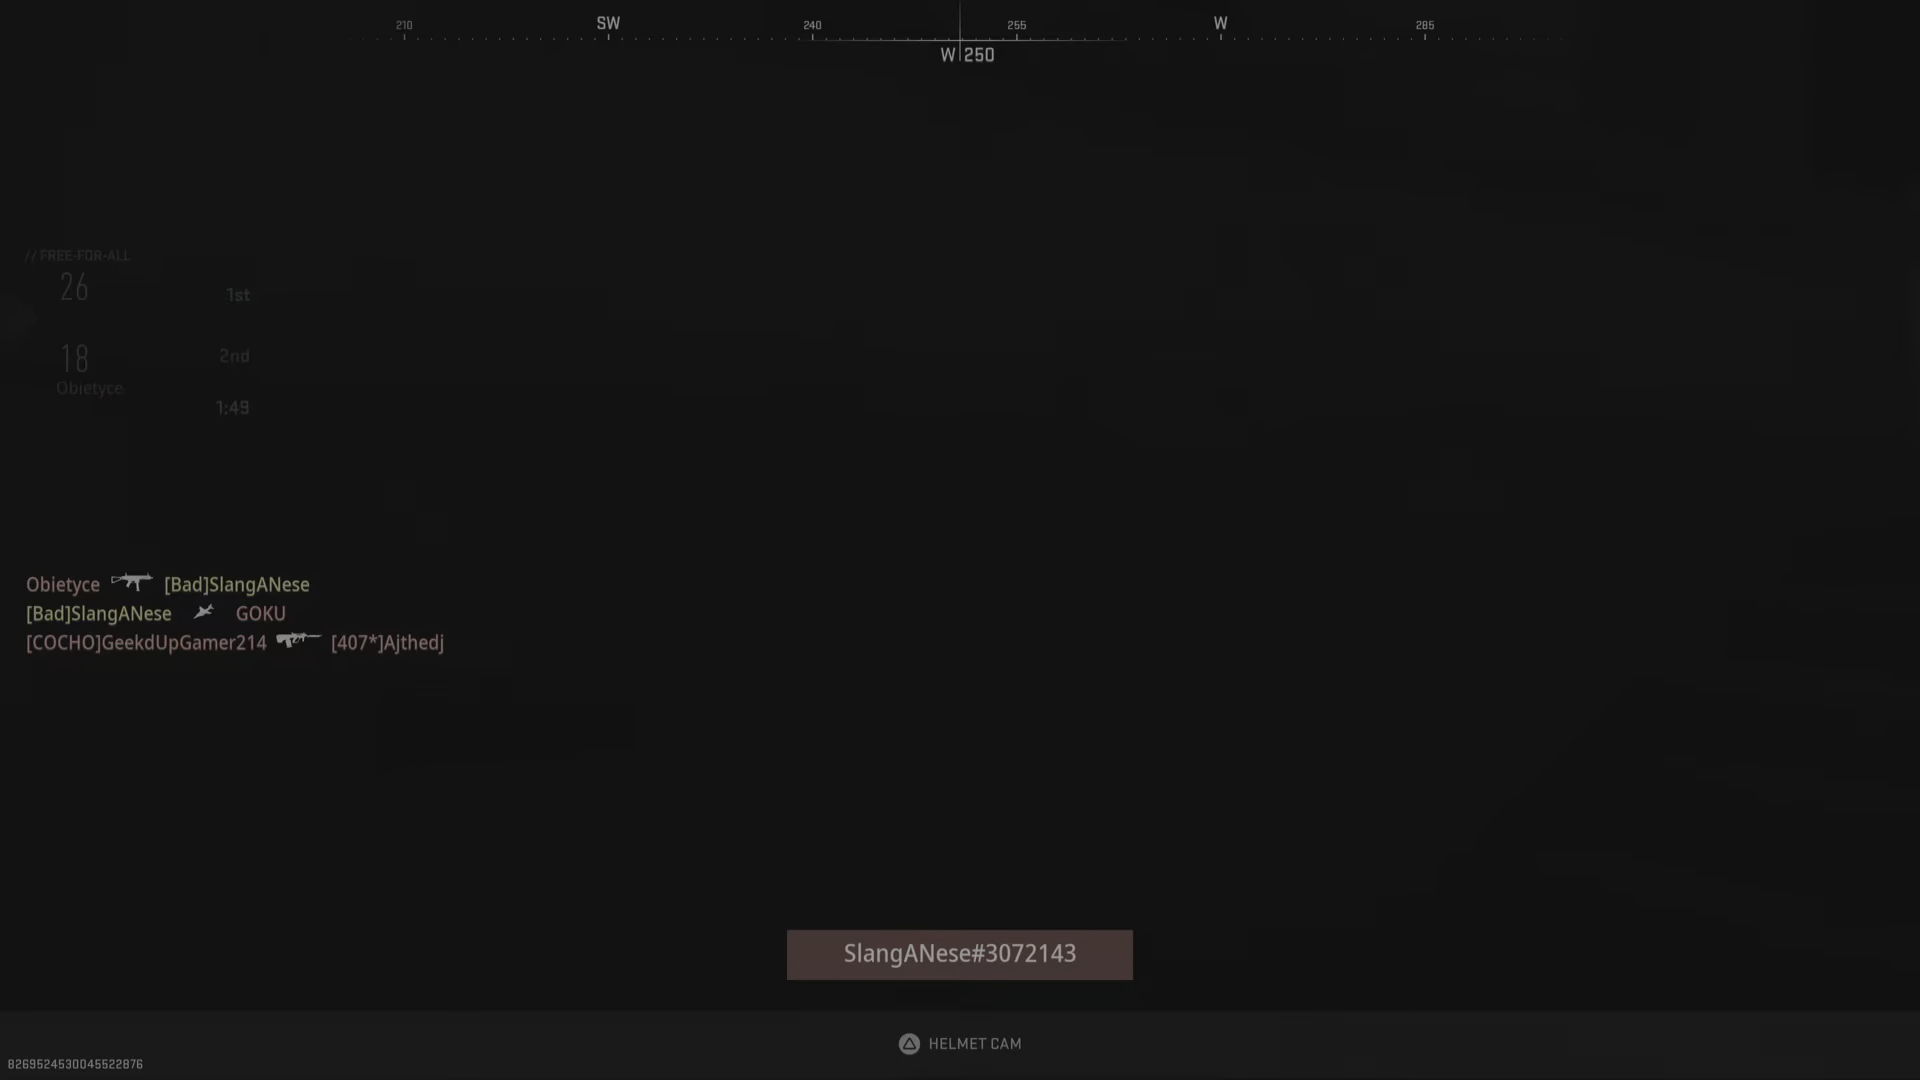 210 SW 240 255 W 285
W 250
// FREE-FOR-ALL
26 1st
18 2nd
Obietyce
1:49
Obietyce [Bad]SlangANese
[Bad]SlangANese GOKU
[COCHO]GeekdUpGamer214 [407*]Ajthedj
SlangANese#3072143
HELMET CAM
8269524530045522876